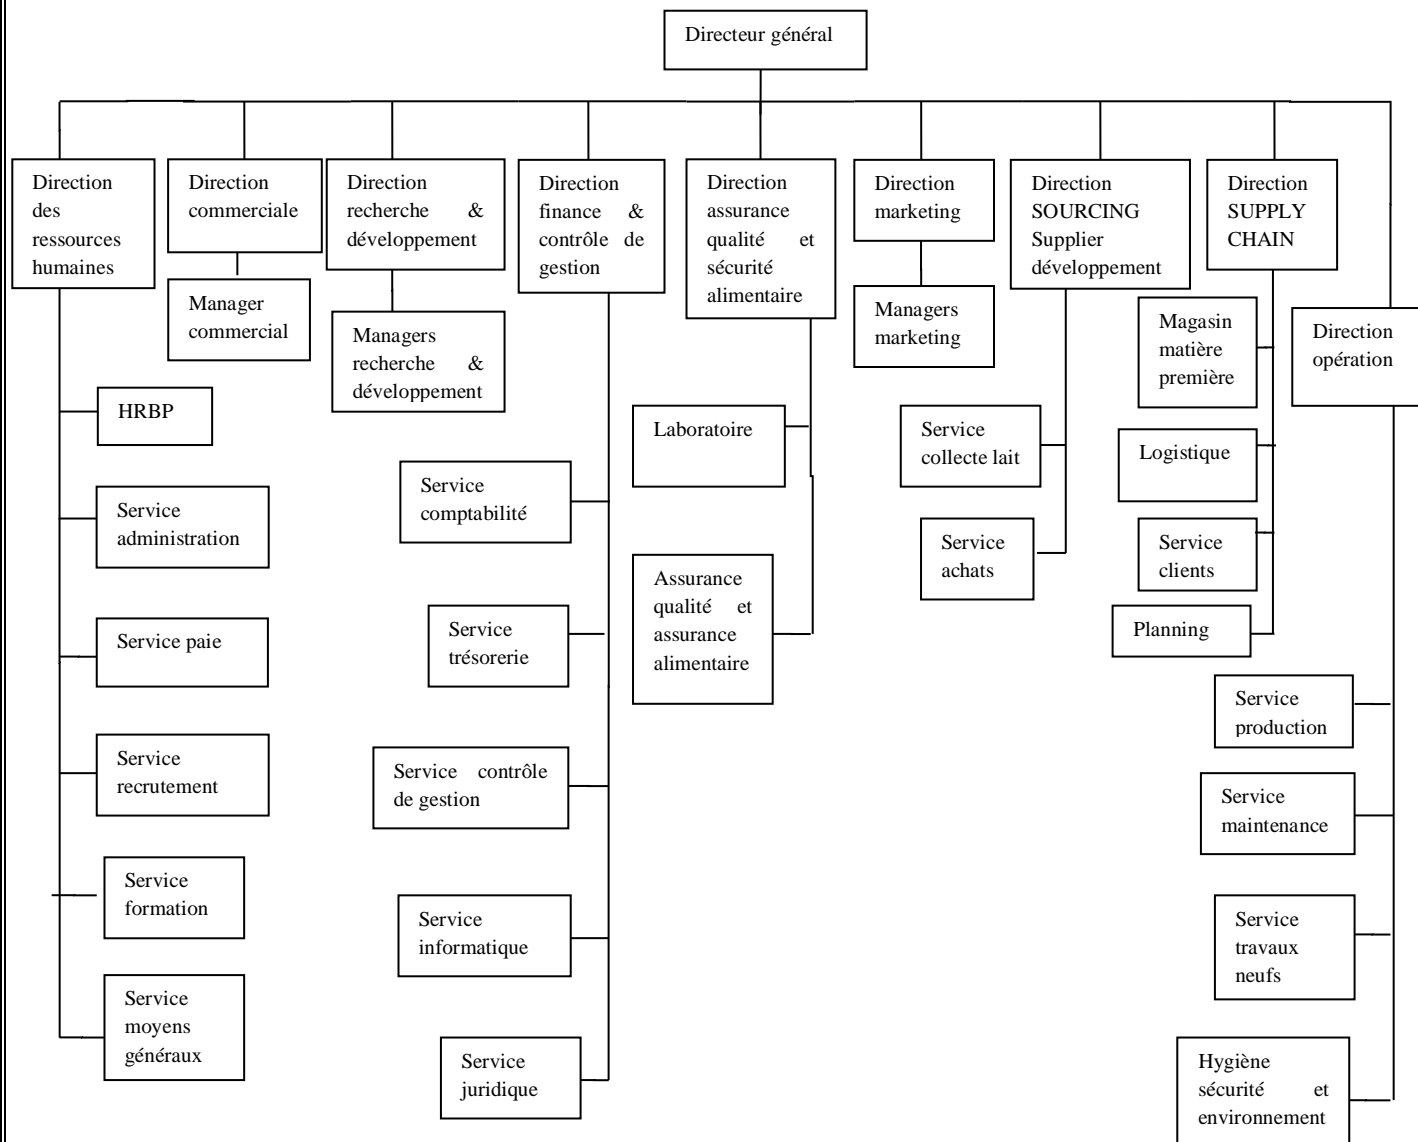 Directeur général
Direction
des
ressources
humaines
Direction
commerciale
Direction
recherche &
développement
Direction
finance &
contrôle de
gestion
Direction
assurance
qualité et
sécurité
alimentaire
Direction
marketing
Direction
SOURCING
Supplier
développement
Direction
SUPPLY
CHAIN
Direction
opération
Manager
commercial
Managers
recherche &
développement
Managers
marketing
HRBP
Service
administration
Service paie
Service
recrutement
Service
formation
Service
moyens
généraux
Service
comptabilité
Service
trésorerie
Service contrôle
de gestion
Service
informatique
Service
juridique
Laboratoire
Assurance
qualité et
assurance
alimentaire
Service
collecte lait
Service
achats
Magasin
matière
première
Logistique
Service
clients
Planning
Service
production
Service
maintenance
Service
travaux
neufs
Hygiène
sécurité et
environnement